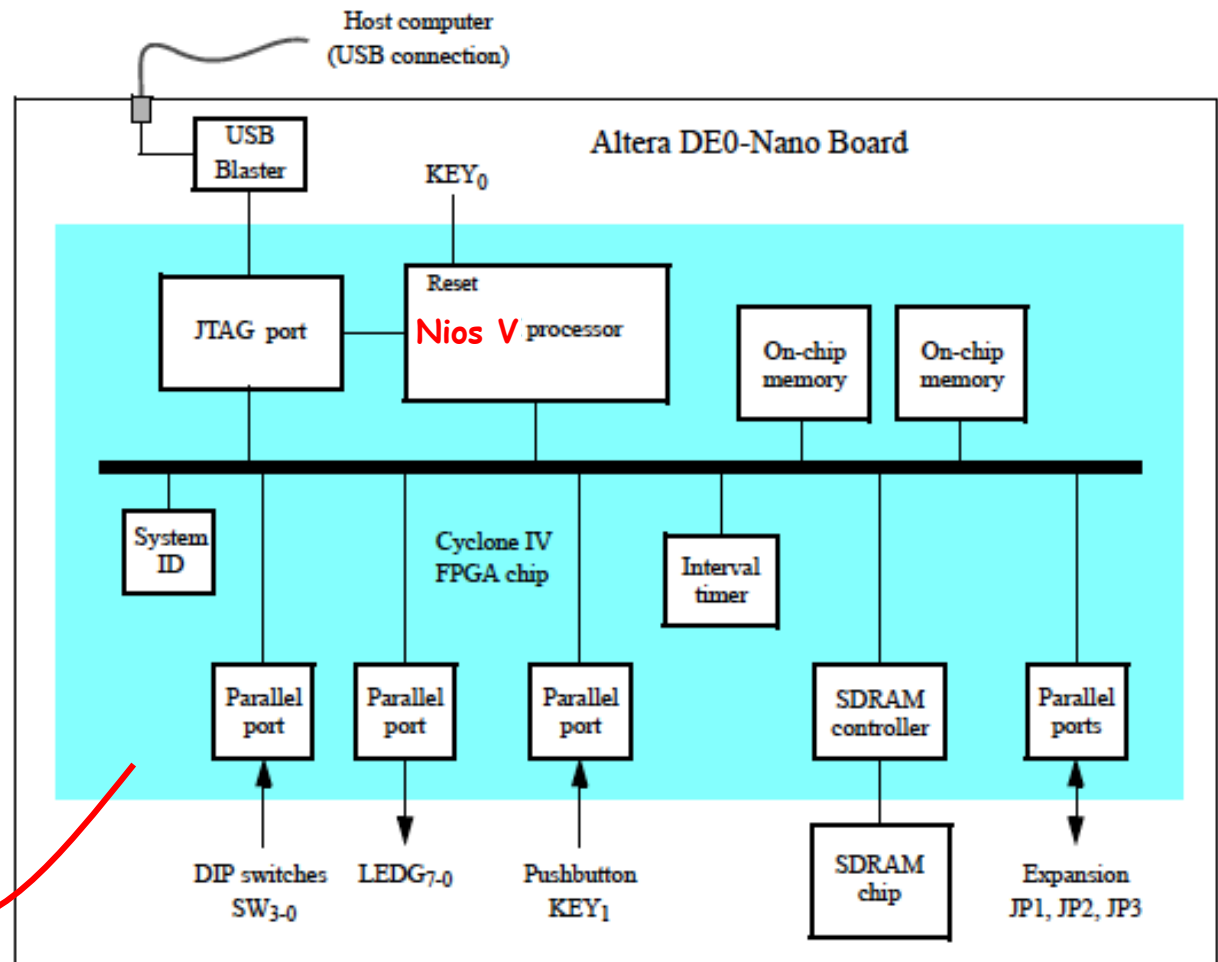 Host computer
(USB connection)
Altera DE0-Nano Board
USB
Blaster
KEY0
Reset
JTAG port
Nios V processor
On-chip
memory
On-chip
memory
System
ID
Cyclone IV
FPGA chip
Interval
timer
Parallel
port
Parallel
port
Parallel
port
SDRAM
controller
Parallel
ports
DIP switches
SW3-0
LEDG7-0
Pushbutton
KEY1
SDRAM
chip
Expansion
JP1, JP2, JP3